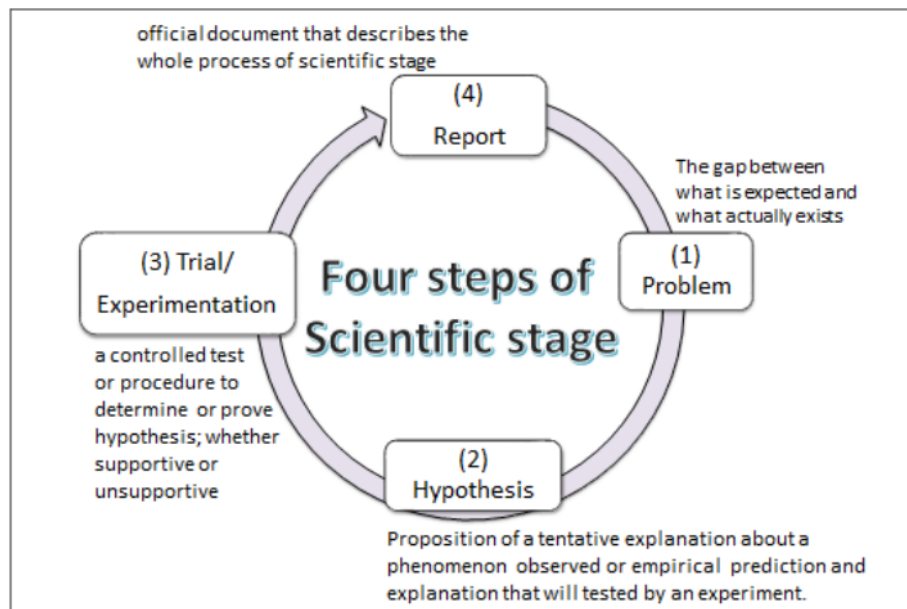 official document that describes the
whole process of scientific stage
(4)
Report
The gap between
what is expected and
what actually exists
(1)
Problem
(3) Trial/
Experimentation
Four steps of
Scientific stage
a controlled test
or procedure to
determine or prove
hypothesis; whether
supportive or
unsupportive
(2)
Hypothesis
Proposition of a tentative explanation about a
phenomenon observed or empirical prediction and
explanation that will tested by an experiment.